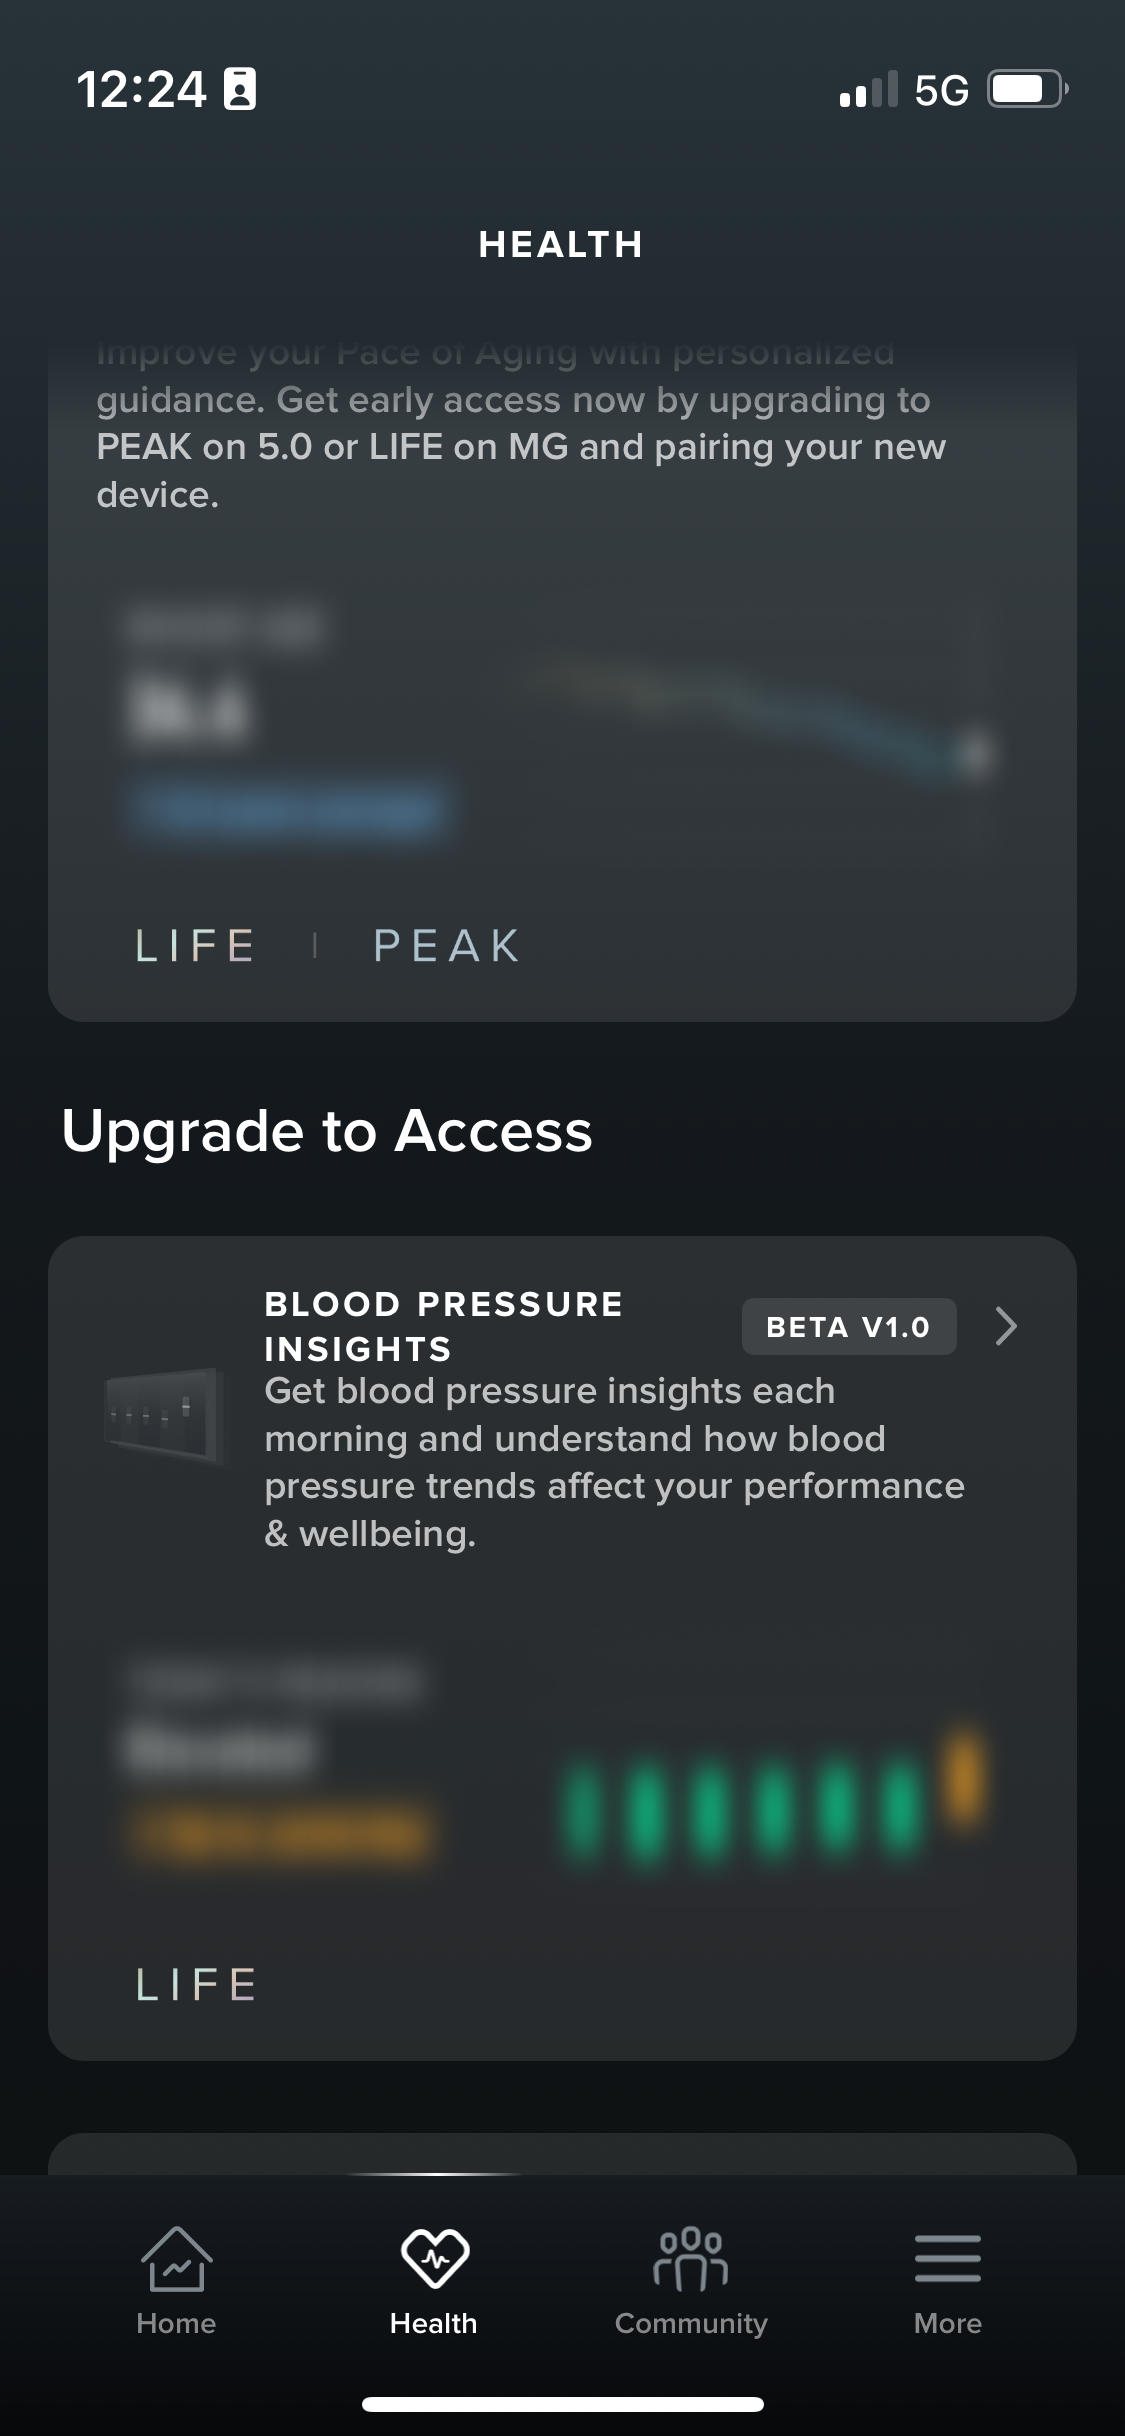 12:24
5G
HEALTH
Improve your Pace of Aging with personalized
guidance. Get early access now by upgrading to
PEAK on 5.0 or LIFE on MG and pairing your new
device.
LIFE | PEAK
Upgrade to Access
BLOOD PRESSURE
INSIGHTS
BETA V1.0
Get blood pressure insights each
morning and understand how blood
pressure trends affect your performance
& wellbeing.
LIFE
Home
Health
Community
More